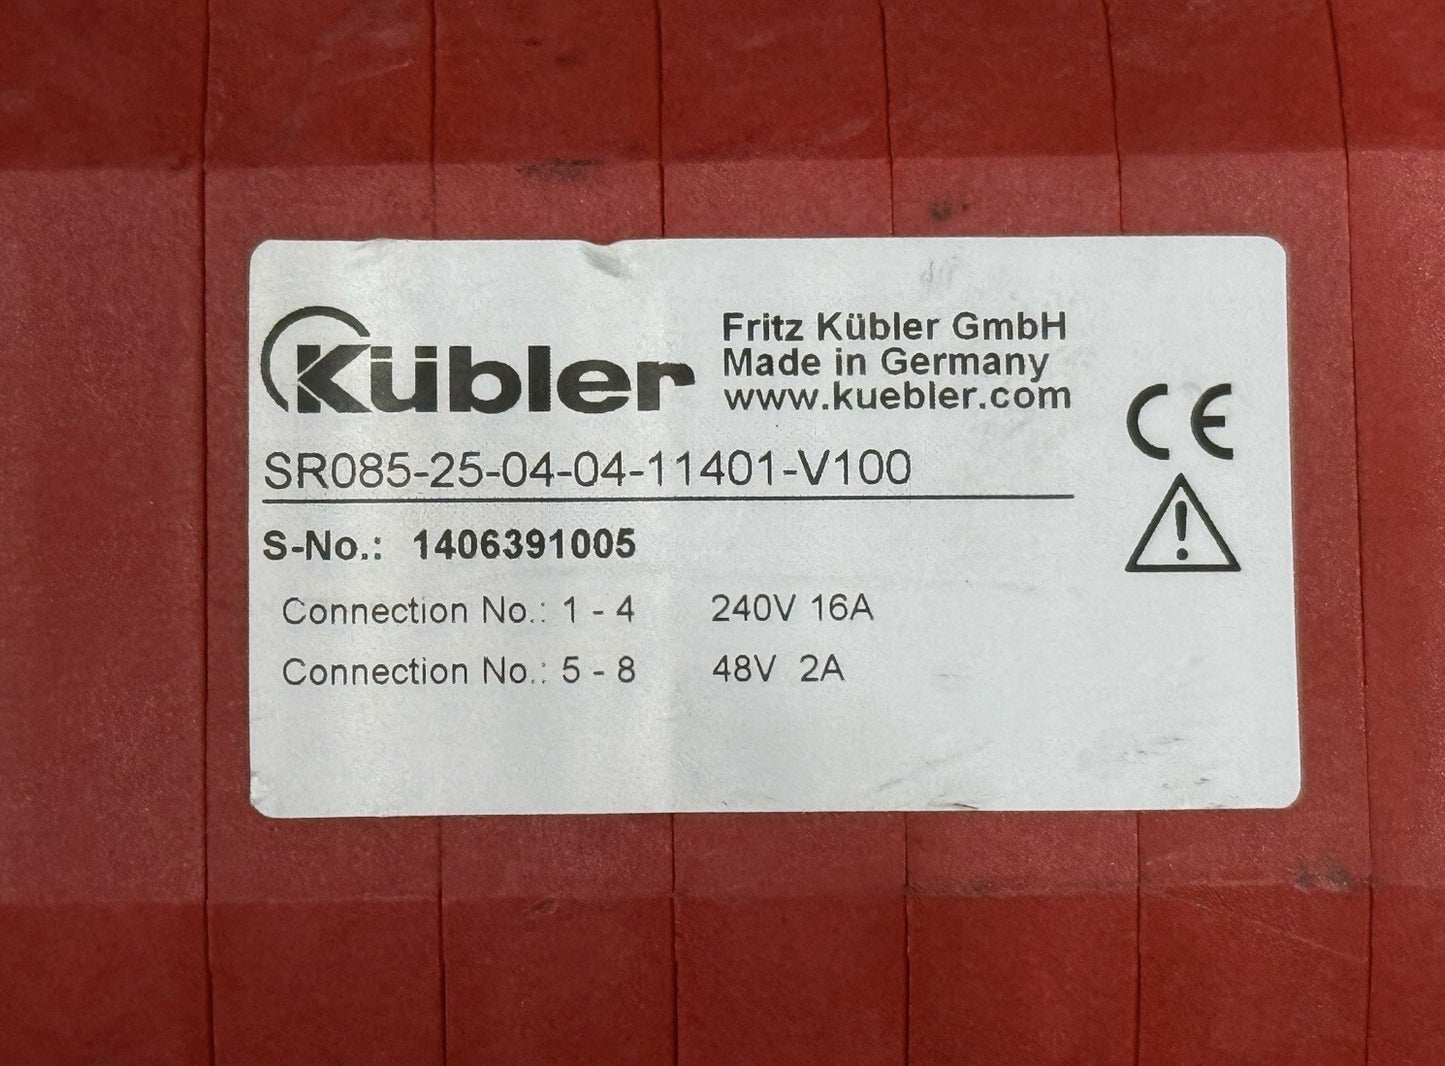 Kübler
Fritz Kübler GmbH
Made in Germany
www.kuebler.com
SR085-25-04-04-11401-V100
S-No.: 1406391005
Connection No.: 1 - 4 240V 16A
Connection No.: 5 - 8 48V 2A
CE
!